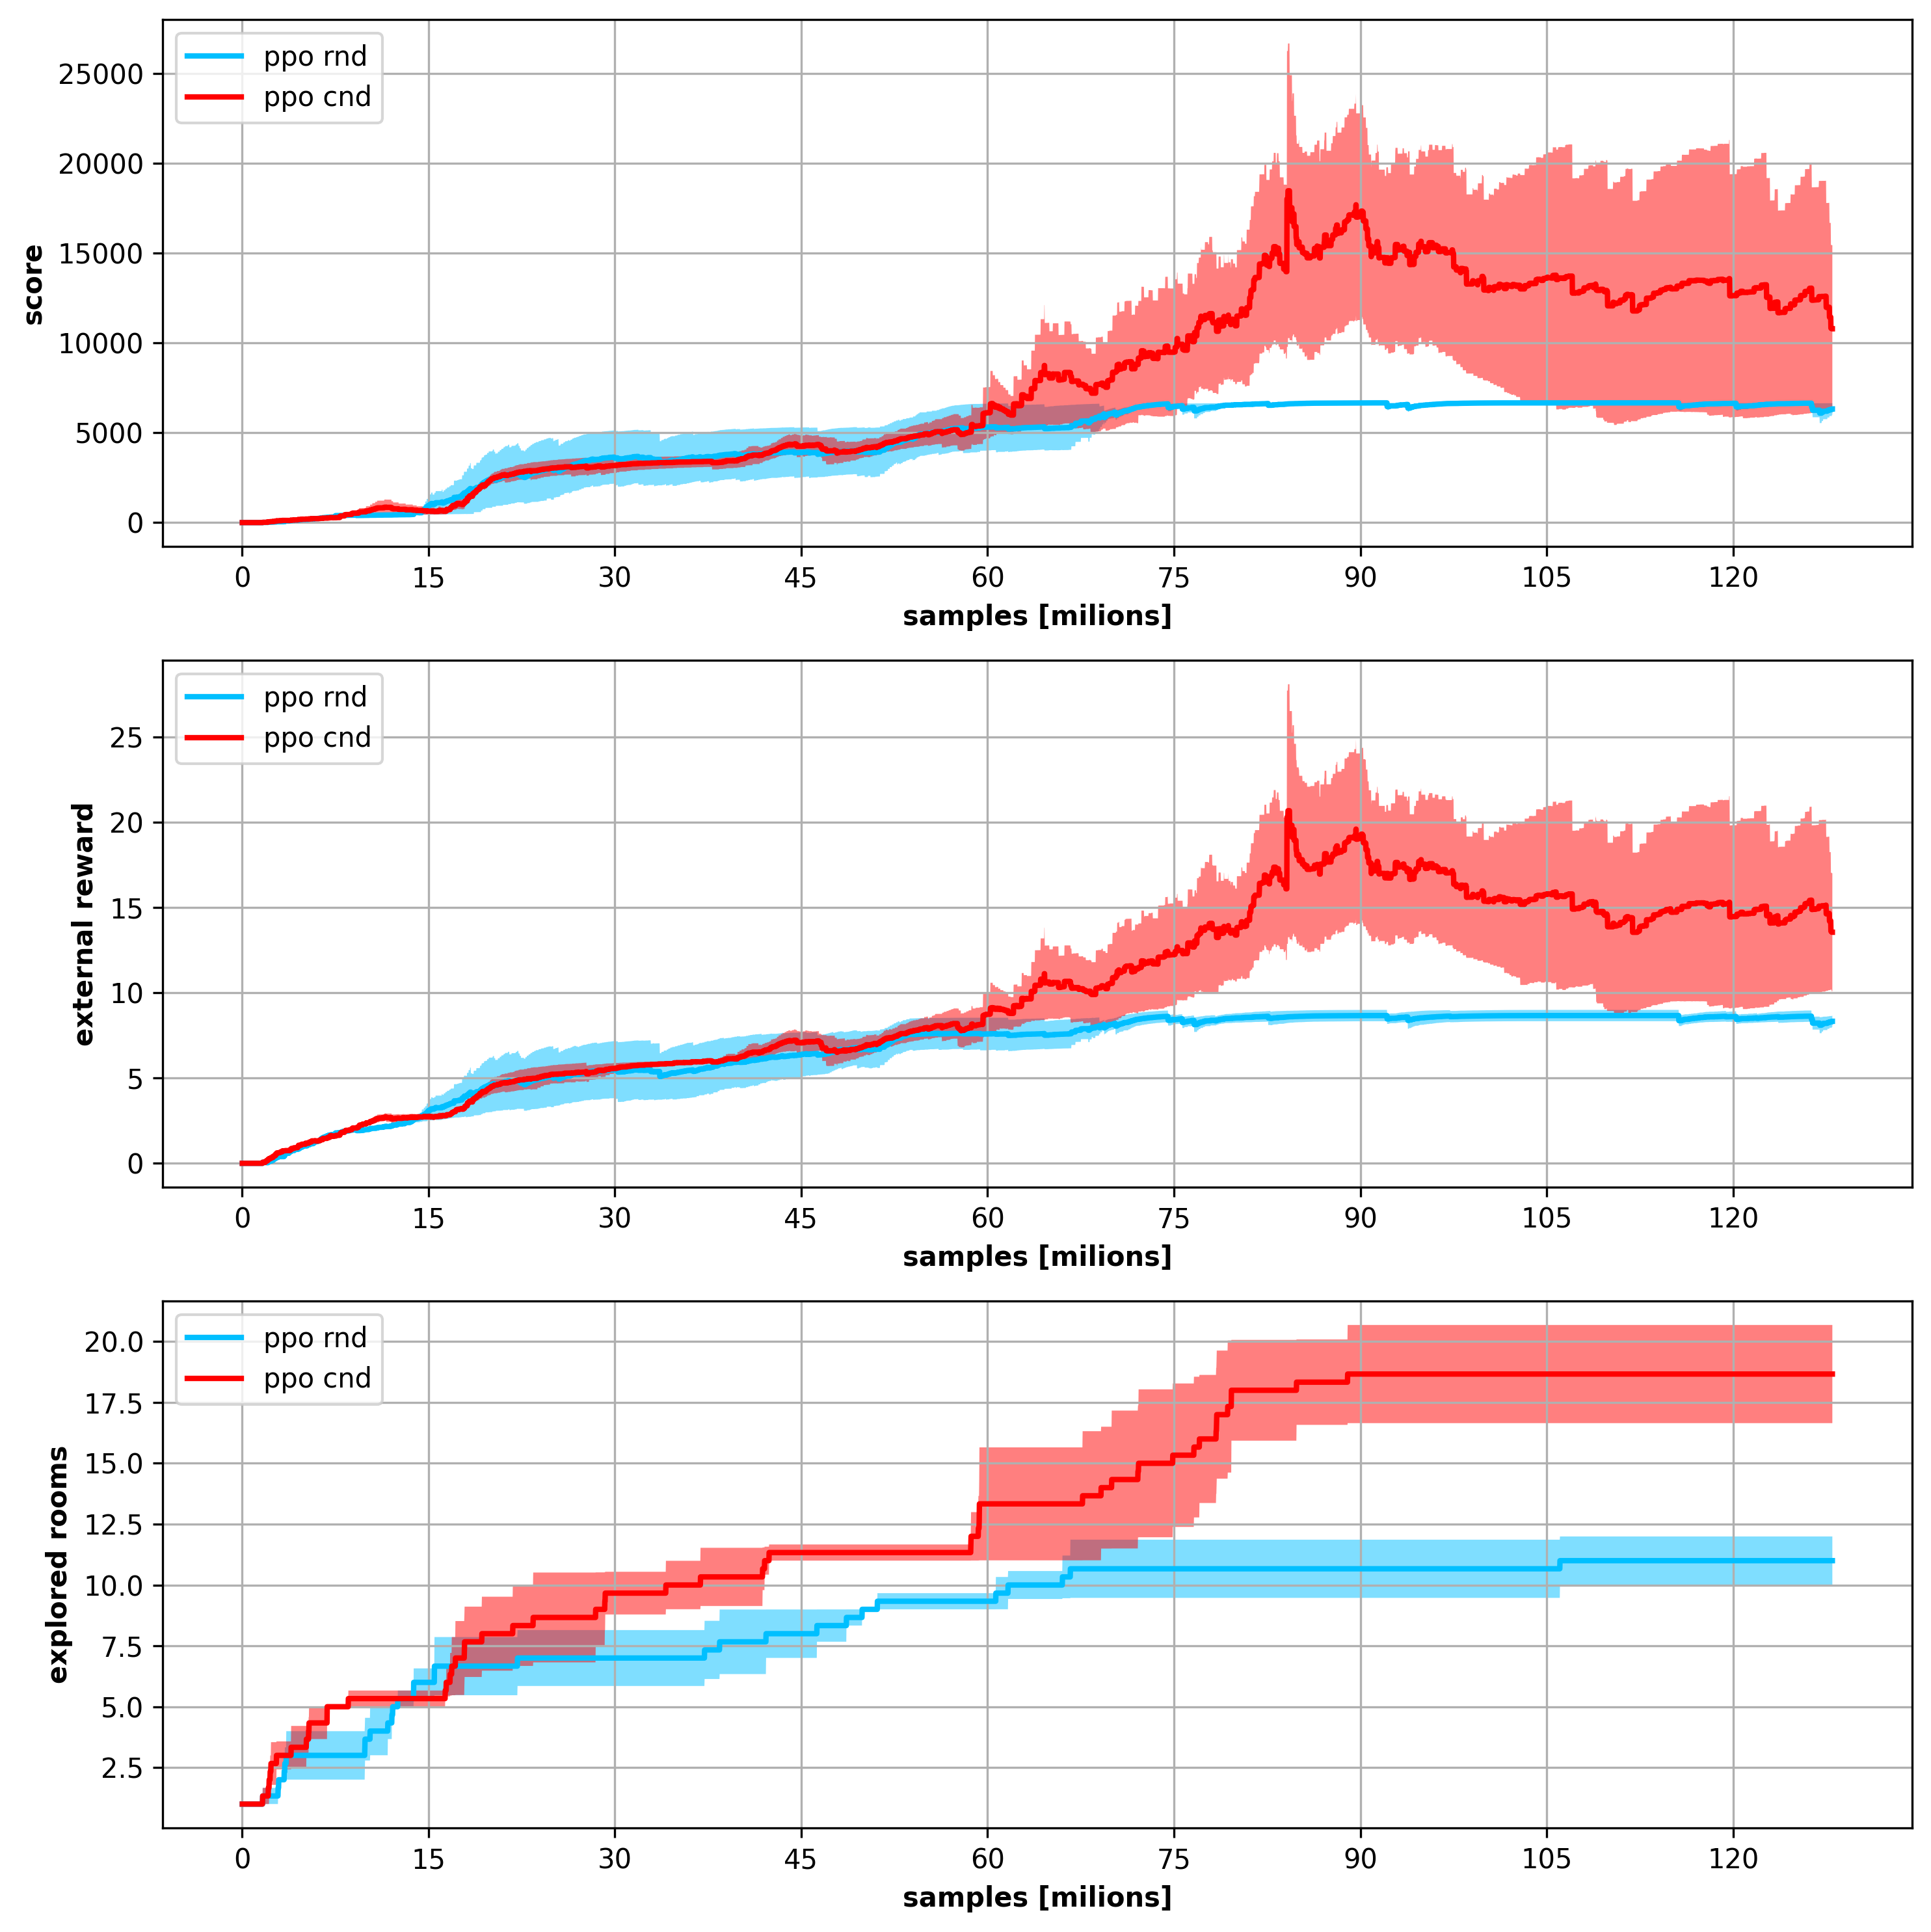 ppo rnd
ppo cnd
25000
20000
15000
10000
5000
0
score
0 15 30 45 60 75 90 105 120
samples [milions]
ppo rnd
ppo cnd
25
20
15
10
5
0
external reward
0 15 30 45 60 75 90 105 120
samples [milions]
ppo rnd
ppo cnd
20.0
17.5
15.0
12.5
10.0
7.5
5.0
2.5
explored rooms
0 15 30 45 60 75 90 105 120
samples [milions]